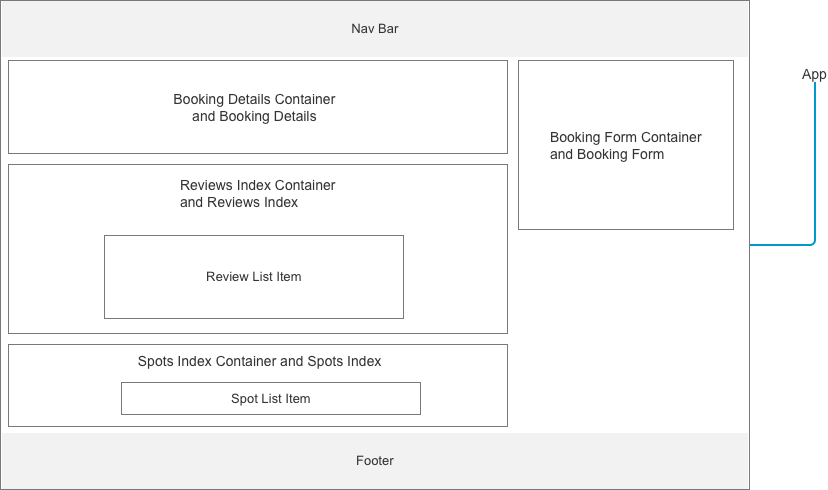 Nav Bar
App
Booking Details Container
and Booking Details
Booking Form Container
and Booking Form
Reviews Index Container
and Reviews Index
Review List Item
Spots Index Container and Spots Index
Spot List Item
Footer